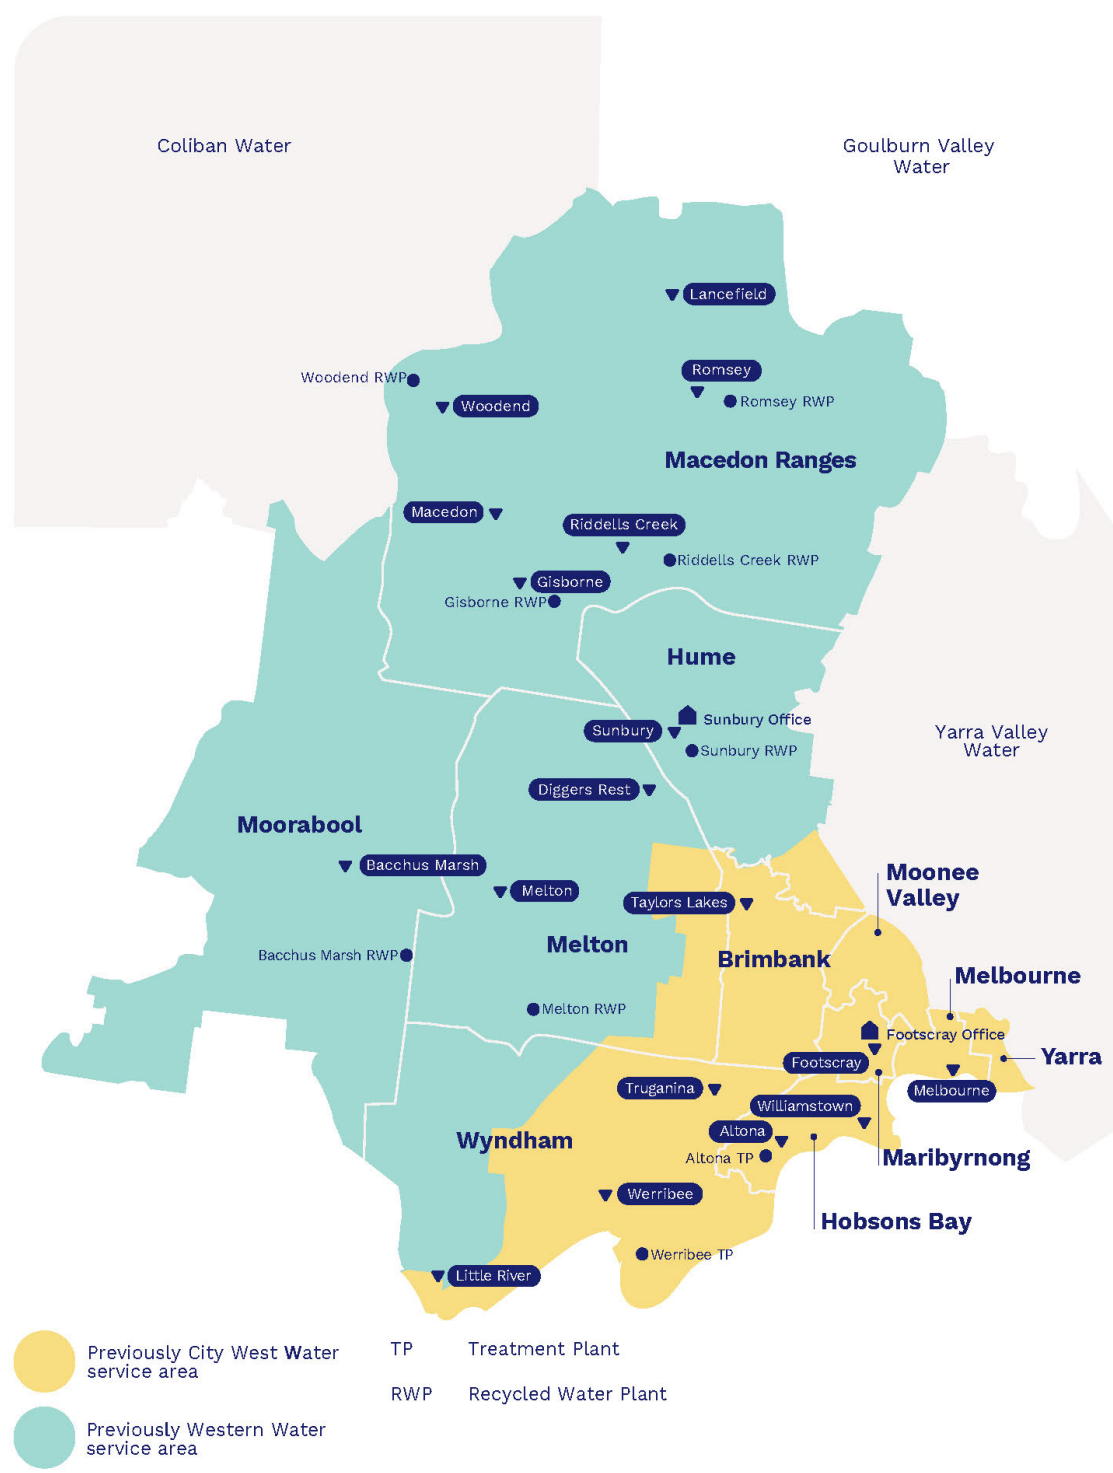 Coliban Water
Goulburn Valley
Water
Lancefield
Romsey
Woodend RWP
Romsey RWP
Woodend
Macedon Ranges
Macedon
Riddells Creek
Riddells Creek RWP
Gisborne
Gisborne RWP
Hume
Sunbury Office
Sunbury
Sunbury RWP
Yarra Valley
Water
Diggers Rest
Moorabool
Bacchus Marsh
Melton
Moonee
Valley
Taylors Lakes
Melton
Brimbank
Bacchus Marsh RWP
Melbourne
Melton RWP
Footscray Office
Yarra
Footscray
Truganina
Melbourne
Williamstown
Altona
Wyndham
Altona TP
Maribyrnong
Werribee
Hobsons Bay
Werribee TP
Little River
Previously City West Water
service area
TP Treatment Plant
RWP Recycled Water Plant
Previously Western Water
service area